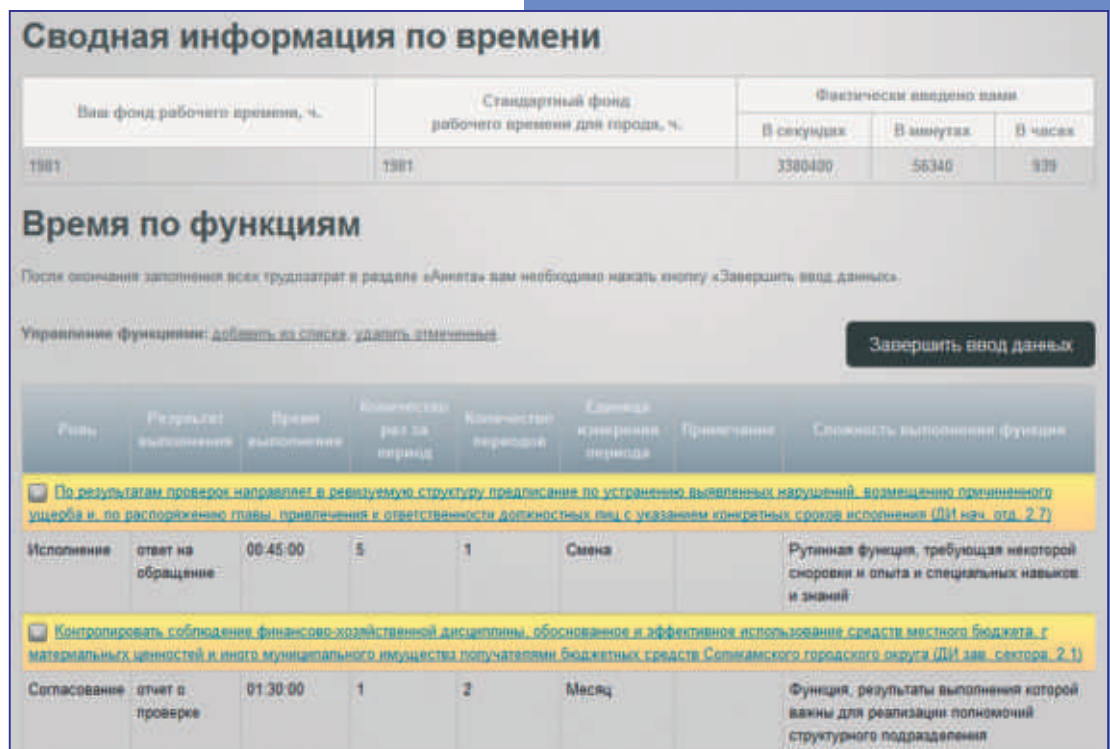 Сводная информация по времени
Ваш фонд рабочего времени, ч.
Стандартный фонд
рабочего времени для города, ч.
Фактически введено вами
В секундах
В минутах
В часах
1981
1981
3380400
56340
939
Время по функциям
После окончания заполнения всех трудозатрат в разделе «Анкета» вам необходимо нажать кнопку «Завершить ввод данных».
Управление функциями: добавить из списка, удалить отмеченные
Завершить ввод данных
Роль
Результат
выполнения
Время
выполнения
Количество
раз за
период
Количество
периодов
Единица
измерения
периода
Примечание
Сложность выполнения функции
По результатам проверок направляет в ревизуемую структуру предписание по устранению выявленных нарушений, возмещению причиненного
ущерба и, по распоряжению главы, привлечения к ответственности должностных лиц с указанием конкретных сроков исполнения (ДИ нач. отд. 2.7)
Исполнение
ответ на
обращение
00:45:00
5
1
Смена
Рутинная функция, требующая некоторой
сноровки и опыта и специальных навыков
и знаний
Контролировать соблюдение финансово-хозяйственной дисциплины, обоснованное и эффективное использование средств местного бюджета, г
материальных ценностей и иного муниципального имущества получателями бюджетных средств Соликамского городского округа (ДИ зав. сектора. 2.1)
Согласование
отчет о
проверке
01:30:00
1
2
Месяц
Функция, результаты выполнения которой
важны для реализации полномочий
структурного подразделения